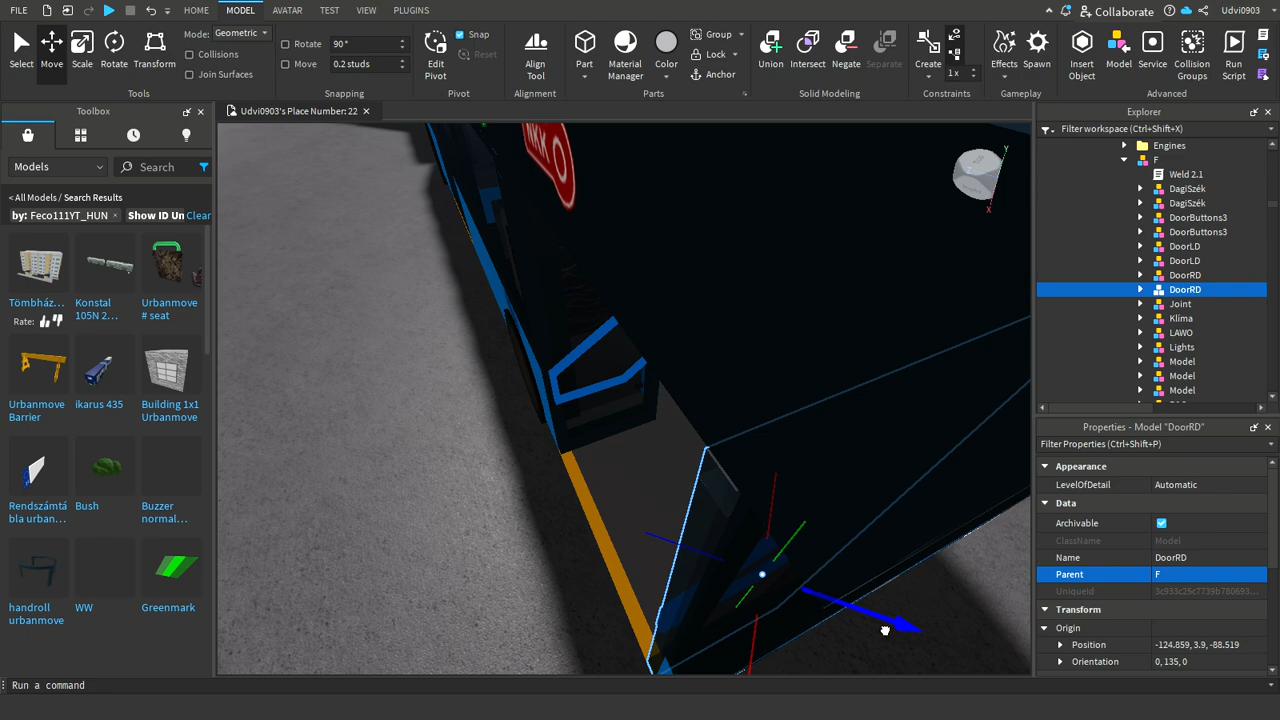 FILE HOME MODEL AVATAR TEST VIEW PLUGINS Collaborate Udvi0903
Mode: Geometric
Collisions
Join Surfaces
Select Move Scale Rotate Transform
Tools
Rotate 90°
Move 0.2 studs
Snapping
Edit Pivot
Snap
Reset
Pivot
Align Tool
Alignment
Part Material Manager Color
Group
Lock
Anchor
Parts
Union Intersect Negate Separate
Solid Modeling
Create 1 x
Constraints
Effects Spawn
Gameplay
Insert Object Model Service Collision Groups Run Script
Advanced
Toolbox
Models Search
< All Models / Search Results
by: Feco111YT_HUN × Show ID Un Clear
Tömbház...
Rate:
Konstal 105N 2...
Urbanmove # seat
Urbanmove Barrier
ikarus 435
Building 1x1 Urbanmove
Rendszámtá bla urban...
Bush
Buzzer normal...
handroll urbanmove
WW
Greenmark
Udvi0903's Place Number: 22
NKK
Y
X
Explorer
Filter workspace (Ctrl+Shift+X)
Engines
F
Weld 2.1
DagiSzék
DagiSzék
DoorButtons3
DoorButtons3
DoorLD
DoorLD
DoorRD
DoorRD
Joint
Klíma
LAWO
Lights
Model
Model
Model
Properties - Model "DoorRD"
Filter Properties (Ctrl+Shift+P)
Appearance
LevelOfDetail Automatic
Data
Archivable
ClassName Model
Name DoorRD
Parent F
UniqueId 3c933c25c7739b780693...
Transform
Origin
Position -124.859, 3.9, -88.519
Orientation 0, 135, 0
Run a command